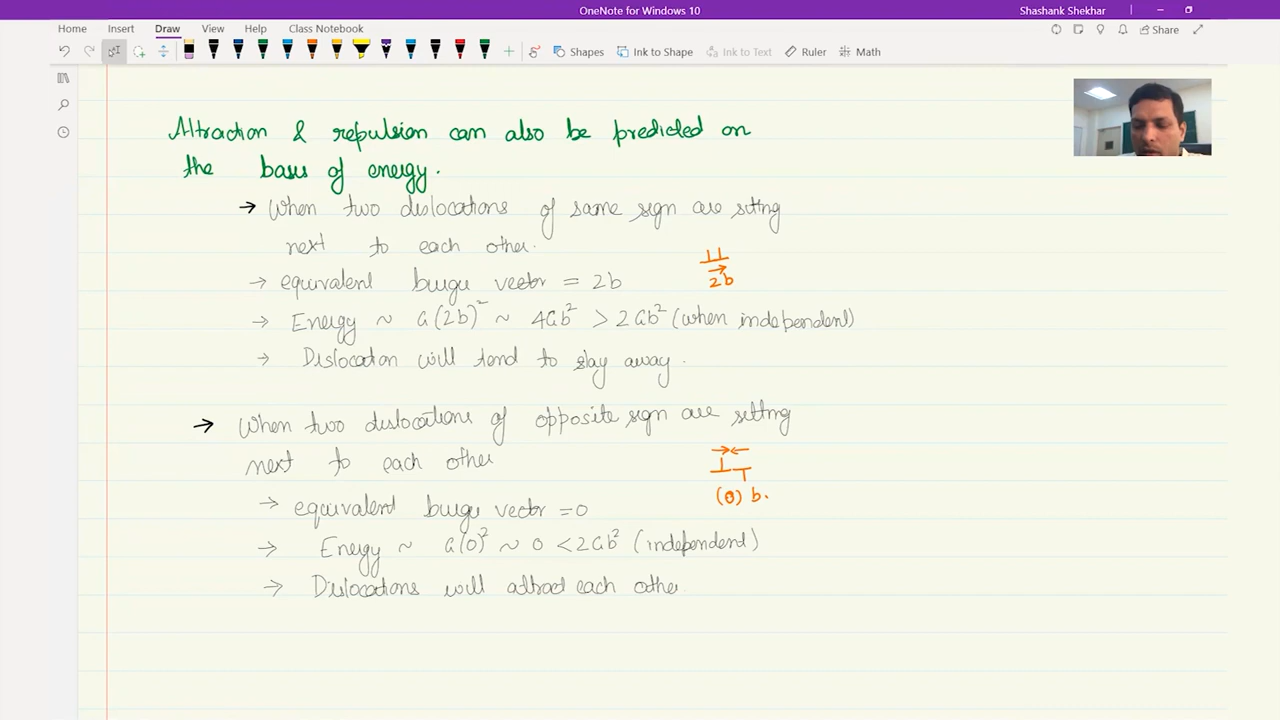 OneNote for Windows 10
Shashank Shekhar
Home Insert Draw View Help Class Notebook
Share
Shapes Ink to Shape Ink to Text Ruler Math
Attraction & repulsion can also be predicted on
the basis of energy.
→ When two dislocations of same sign are sitting
next to each other.
→ equivalent burger vector = 2b
2b
→ Energy ~ G(2b)² ~ 4Gb² > 2Gb² (when independent)
→ Dislocation will tend to stay away.
→ When two dislocations of opposite sign are sitting
next to each other
(0) b.
→ equivalent burger vector = 0
→ Energy ~ G(0)² ~ 0 < 2Gb² (independent)
→ Dislocations will attract each other.